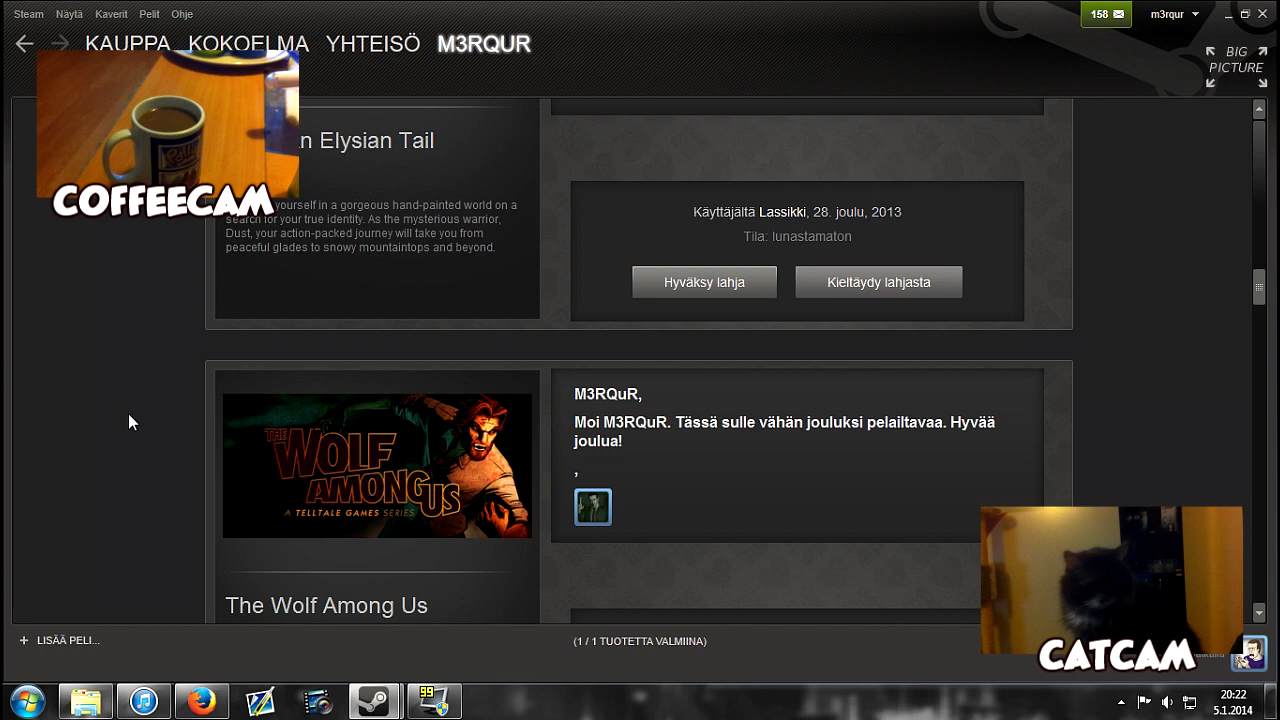 Steam Näytä Kaverit Pelit Ohje
158
m3rqur
KAUPPA KOKOELMA YHTEISÖ M3RQUR
BIG
PICTURE
COFFEECAM
n Elysian Tail
yourself in a gorgeous hand-painted world on a
search for your true identity. As the mysterious warrior,
Dust, your action-packed journey will take you from
peaceful glades to snowy mountaintops and beyond.
Käyttäjältä Lassikki, 28. joulu, 2013
Tila: lunastamaton
Hyväksy lahja
Kieltäydy lahjasta
THE
WOLF
AMONG US
A TELLTALE GAMES SERIES
The Wolf Among Us
M3RQuR,
Moi M3RQuR. Tässä sulle vähän jouluksi pelailtavaa. Hyvää
joulua!
,
CATCAM
+ LISÄÄ PELI...
(1 / 1 TUOTETTA VALMIINA)
99
20:22
5.1.2014